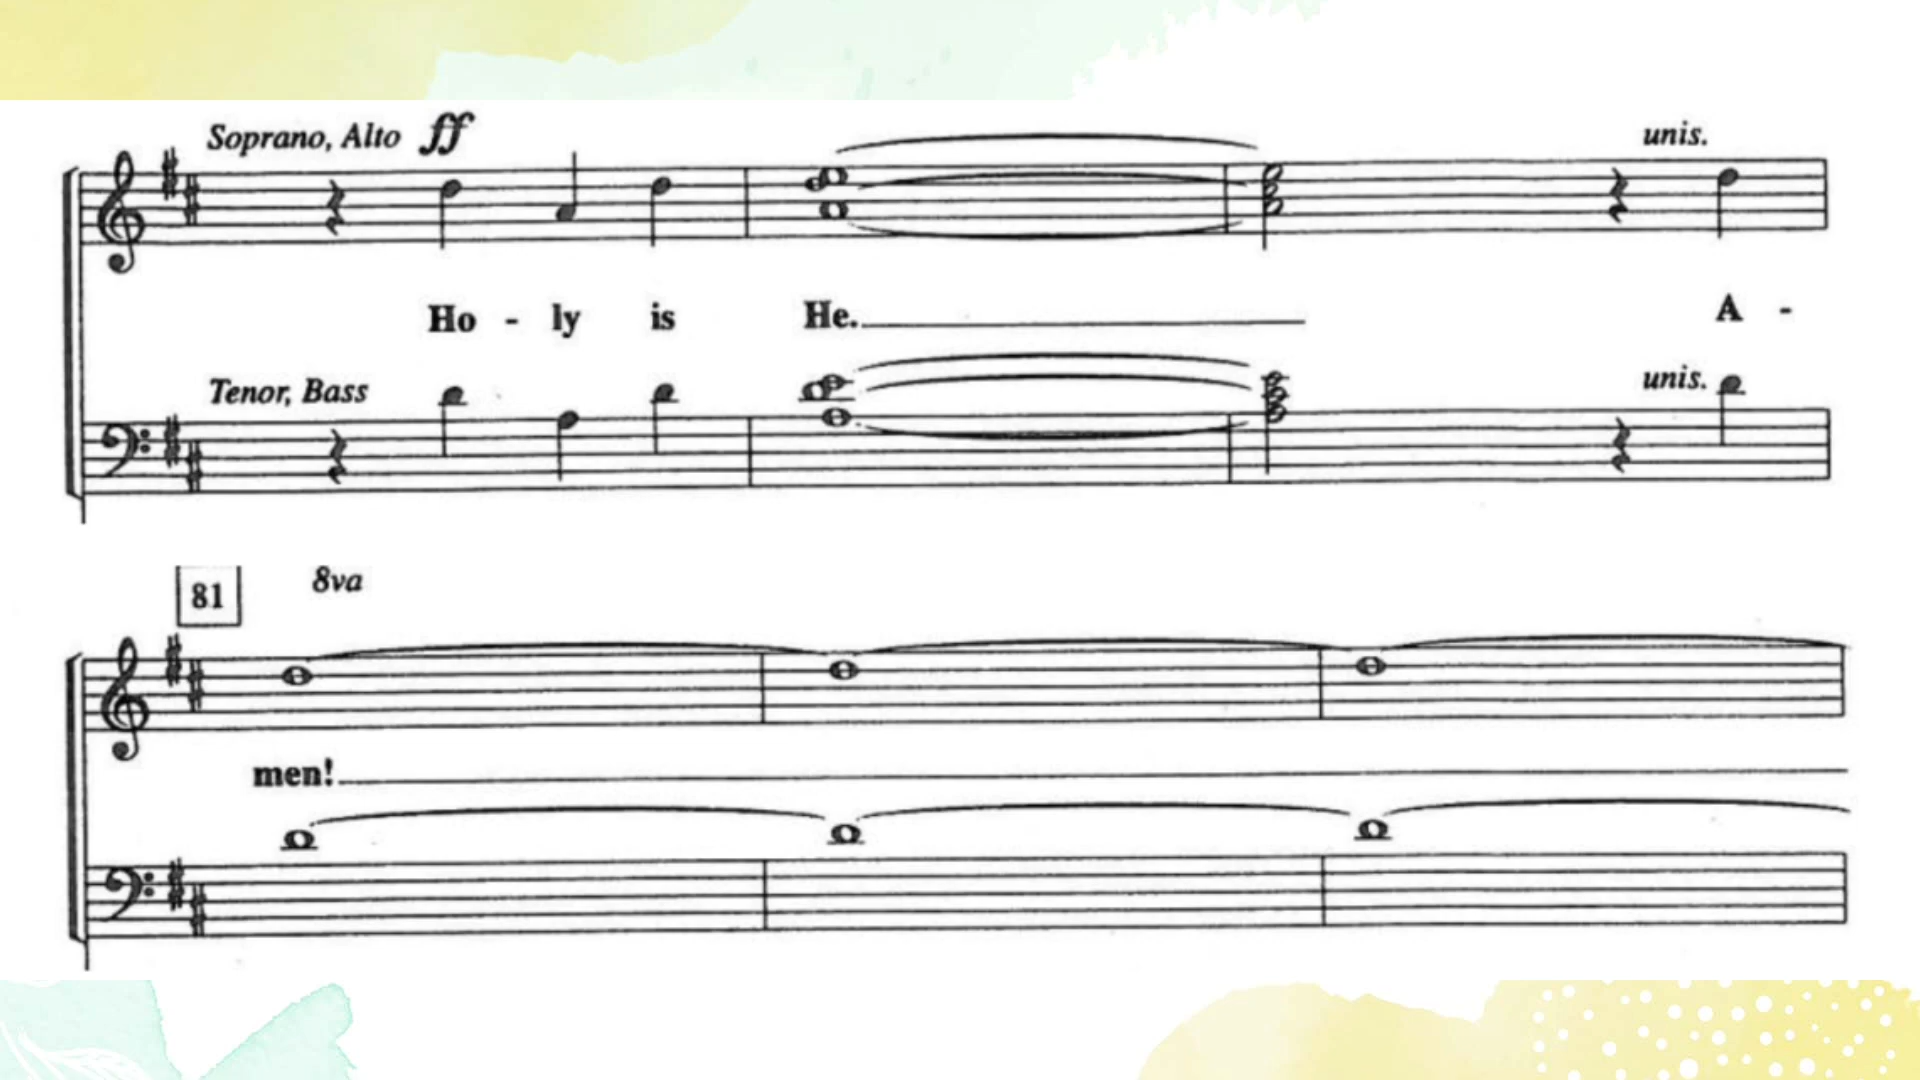 Soprano, Alto ff
unis.
Ho - ly is He. A -
Tenor, Bass
unis.
81 8va
men!